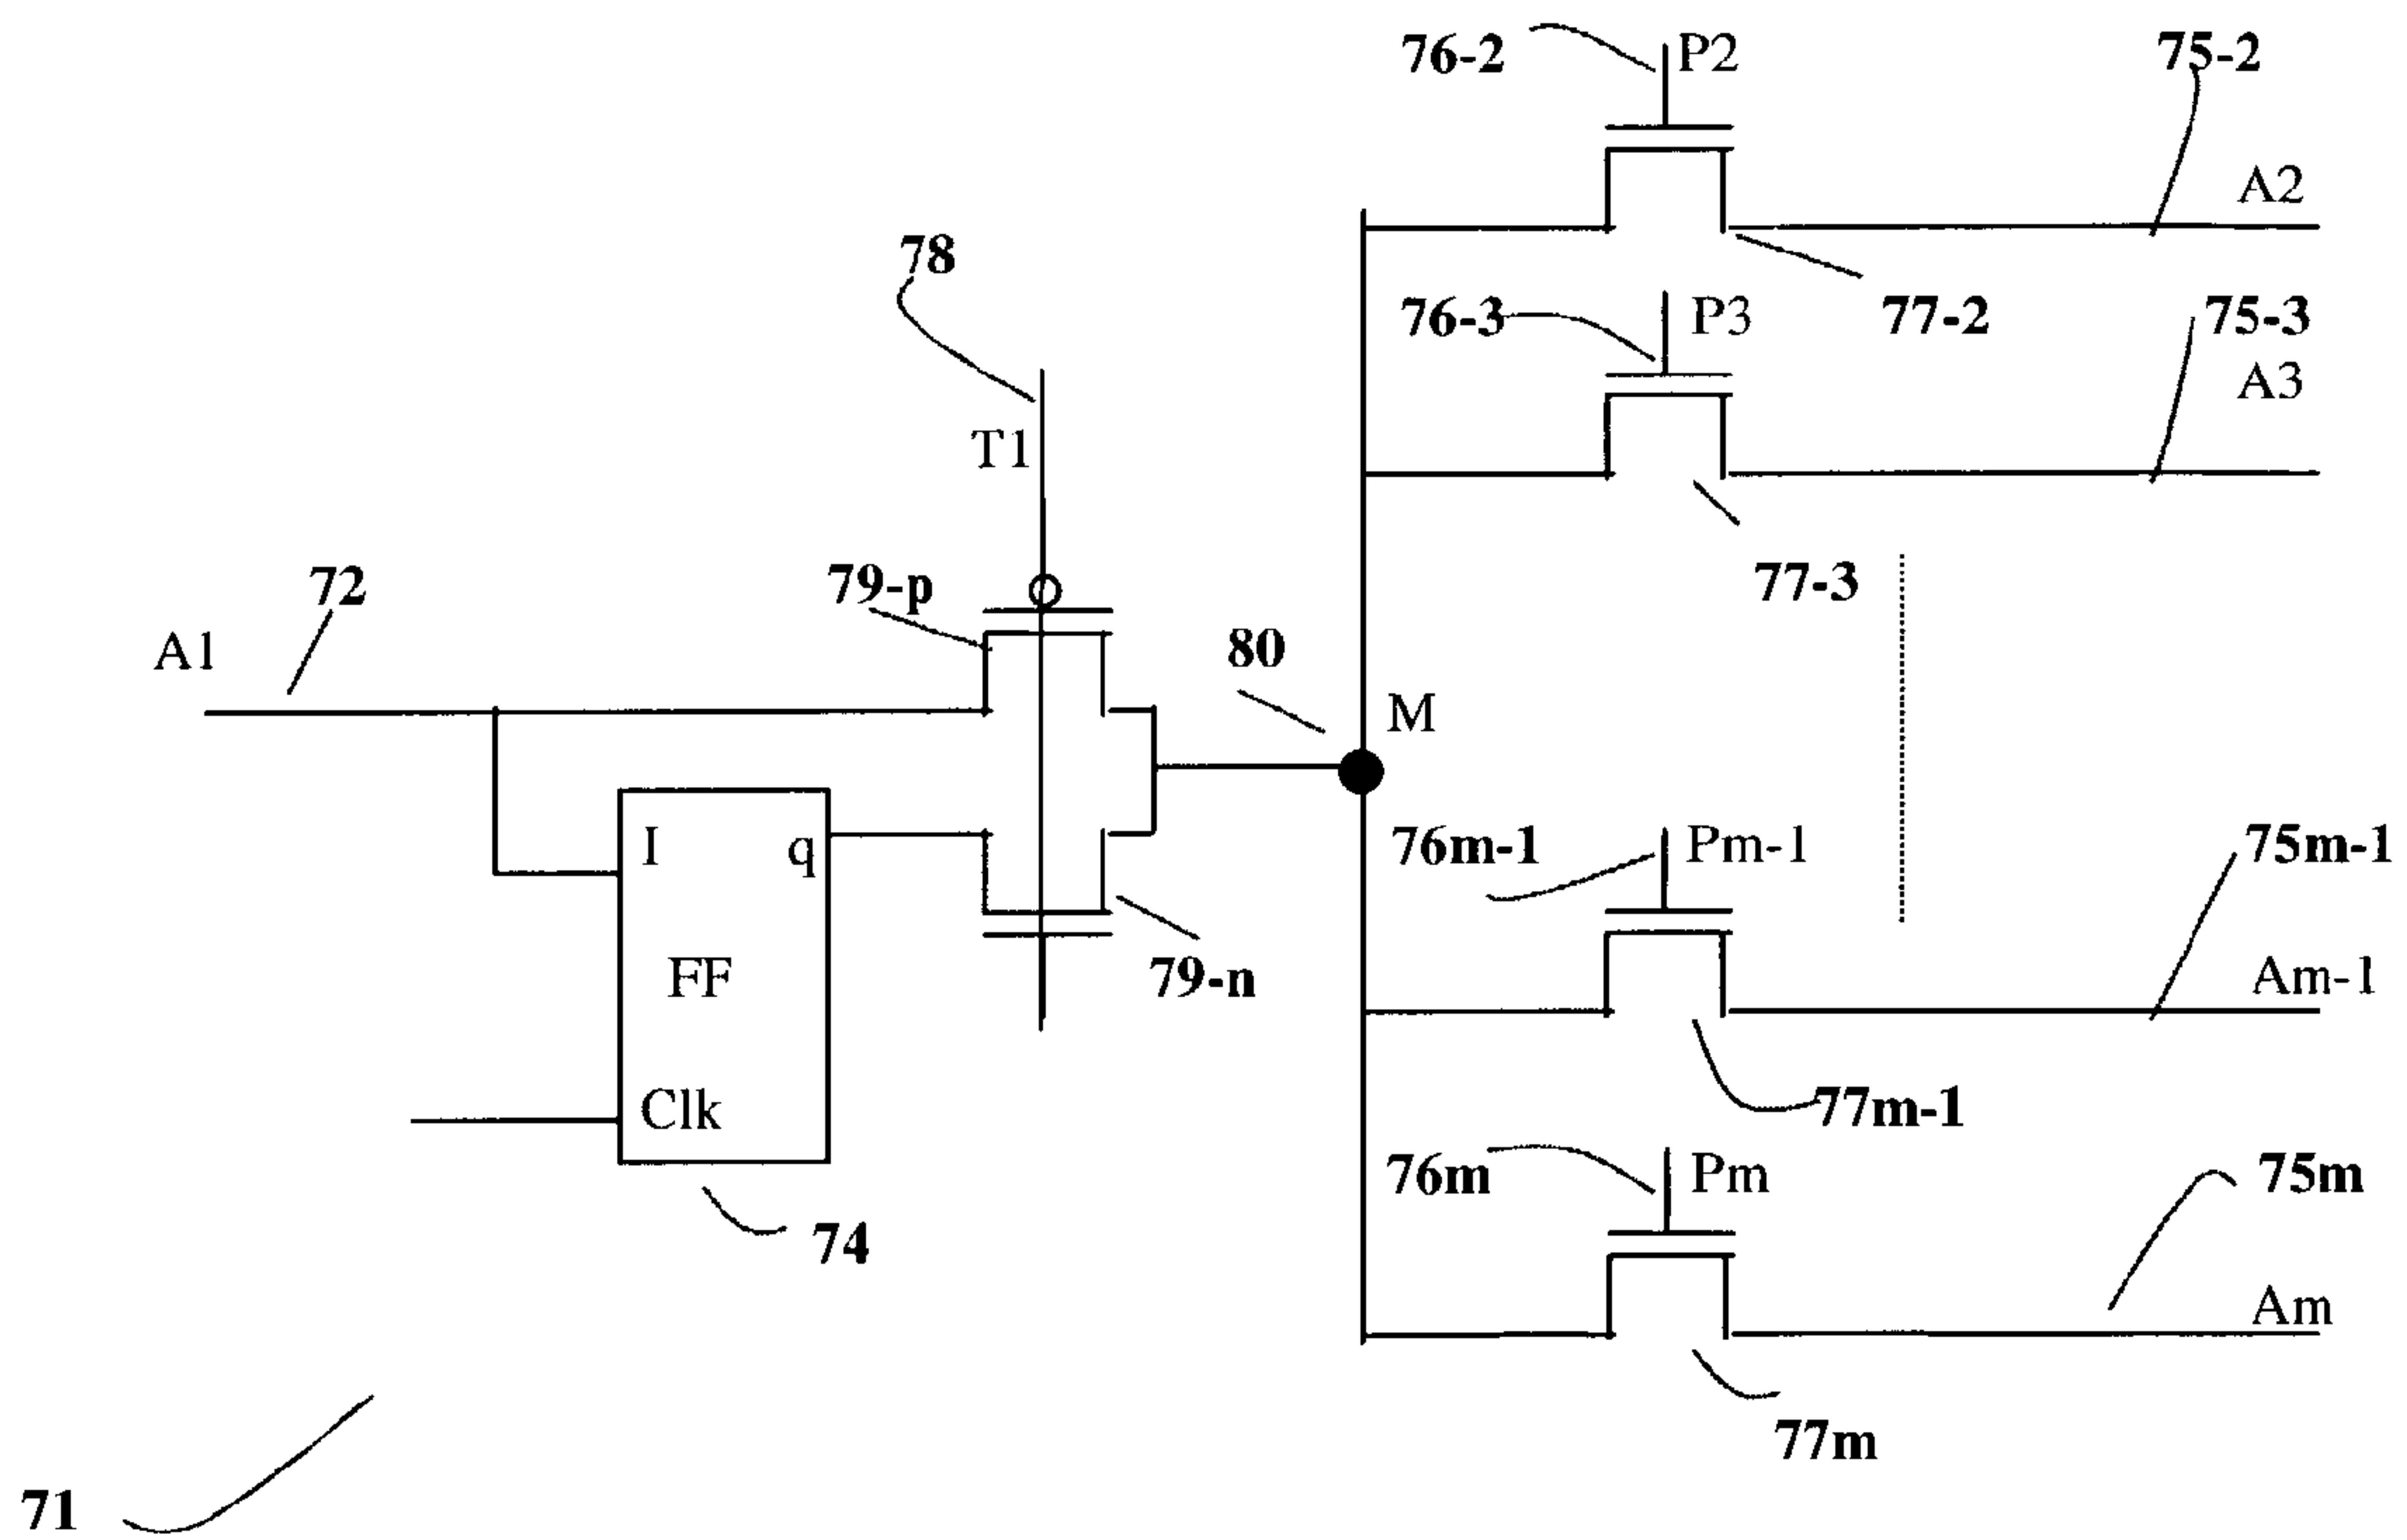 76-2 P2 75-2
A2
78
76-3 P3 77-2 75-3
A3
T1
72 79-p 77-3
A1 80
M
I q 76m-1 Pm-1 75m-1
FF 79-n Am-1
Clk 77m-1
76m Pm 75m
74
Am
77m
71